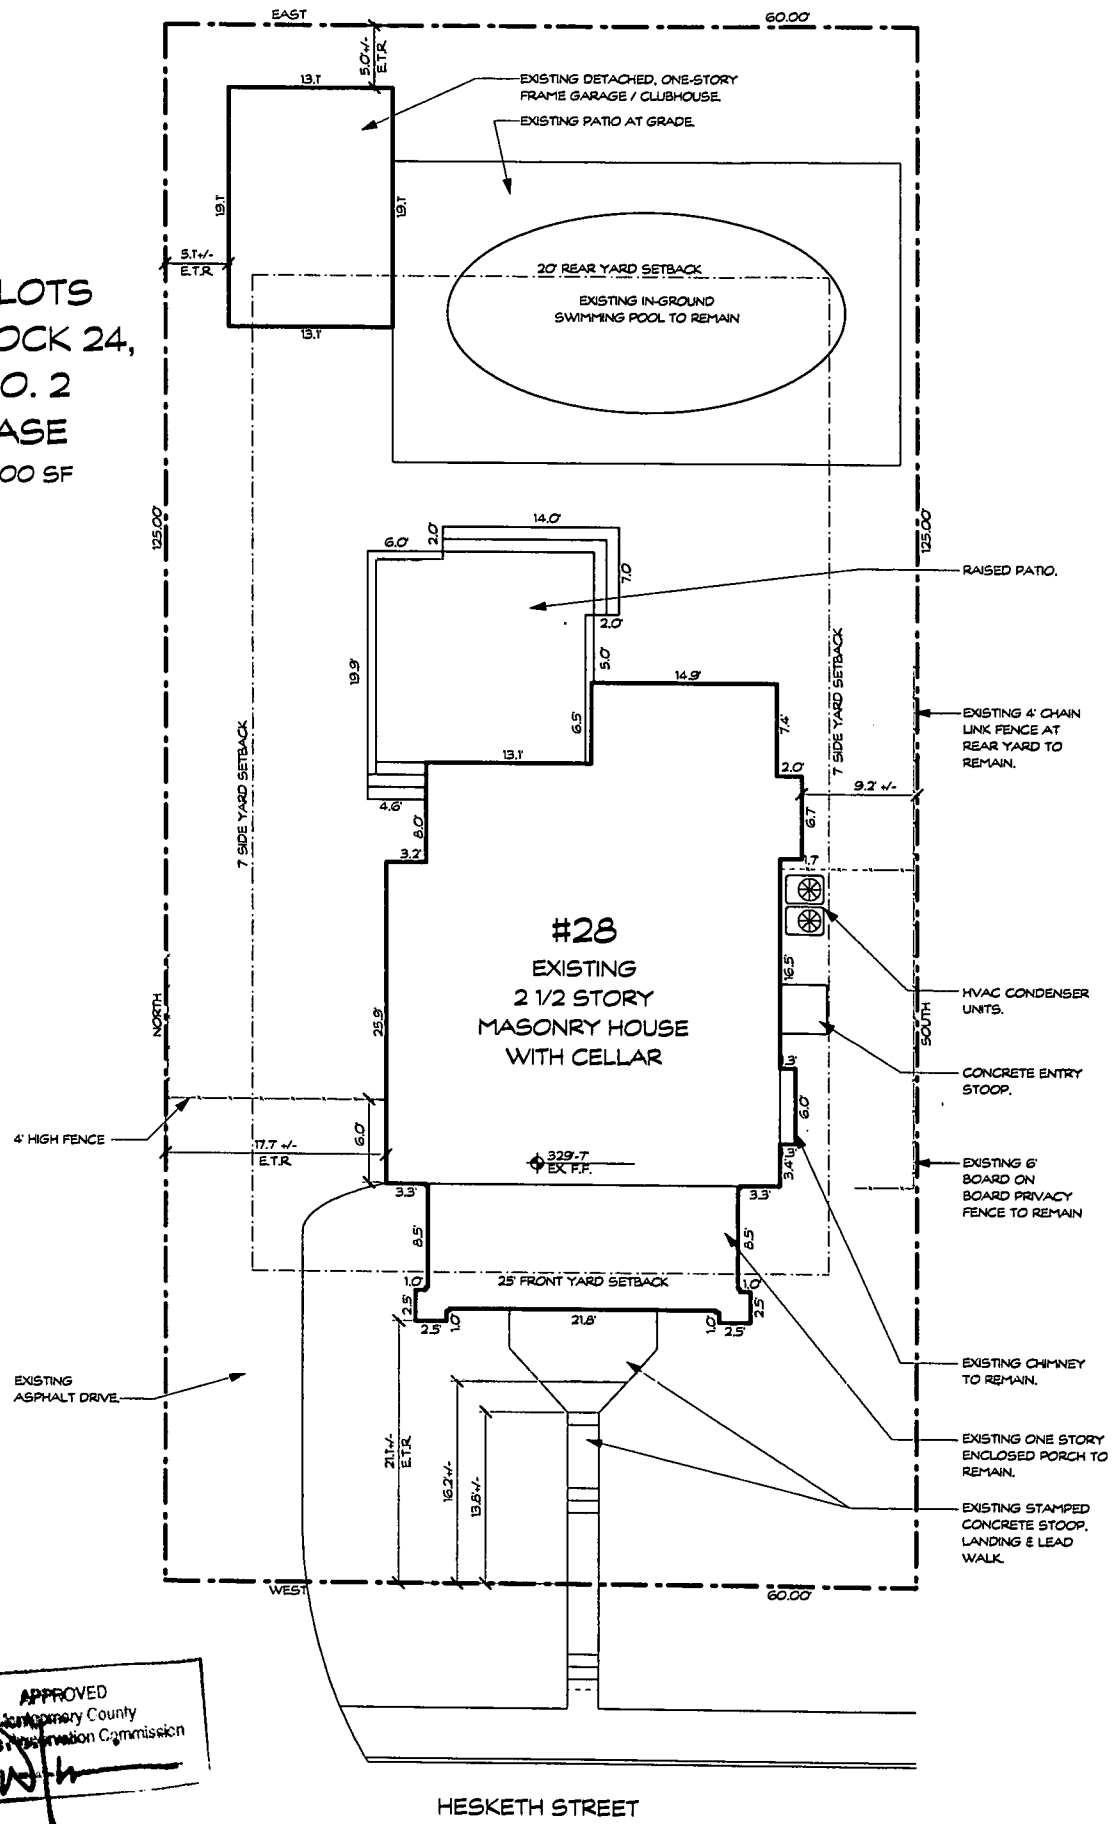 EAST
60.00'
5.0'+/-
E.T.R.
13.1'
EXISTING DETACHED, ONE-STORY
FRAME GARAGE / CLUBHOUSE.
EXISTING PATIO AT GRADE.
19.1'
19.1'
5.1'+/-
E.T.R.
13.1'
20' REAR YARD SETBACK
EXISTING IN-GROUND
SWIMMING POOL TO REMAIN
LOTS
OCK 24,
O. 2
ASE
00 SF
125.00'
125.00'
14.0'
2.0'
6.0'
7.0'
2.0'
RAISED PATIO.
19.9'
5.0'
14.9'
6.5'
13.1'
7.4'
7' SIDE YARD SETBACK
7' SIDE YARD SETBACK
EXISTING 4' CHAIN
LINK FENCE AT
REAR YARD TO
REMAIN.
2.0'
9.2' +/-
4.6'
8.0'
6.7'
3.2'
1.7'
#28
EXISTING
2 1/2 STORY
MASONRY HOUSE
WITH CELLAR
16.5'
HVAC CONDENSER
UNITS.
NORTH
SOUTH
25.9'
CONCRETE ENTRY
STOOP.
1.3'
6.0'
4' HIGH FENCE
6.0'
17.7' +/-
E.T.R.
329'-7"
EX. F.F.
3.4'
1.3'
EXISTING 6'
BOARD ON
BOARD PRIVACY
FENCE TO REMAIN
3.3'
3.3'
8.5'
8.5'
25' FRONT YARD SETBACK
1.0'
1.0'
2.5'
2.5'
2.5'
1.0'
21.8'
1.0'
2.5'
EXISTING CHIMNEY
TO REMAIN.
EXISTING
ASPHALT DRIVE.
21.1'+/-
E.T.R.
16.2'+/-
13.8'+/-
EXISTING ONE STORY
ENCLOSED PORCH TO
REMAIN.
EXISTING STAMPED
CONCRETE STOOP,
LANDING & LEAD
WALK.
WEST
60.00'
APPROVED
Montgomery County
Preservation Commission
HESKETH STREET